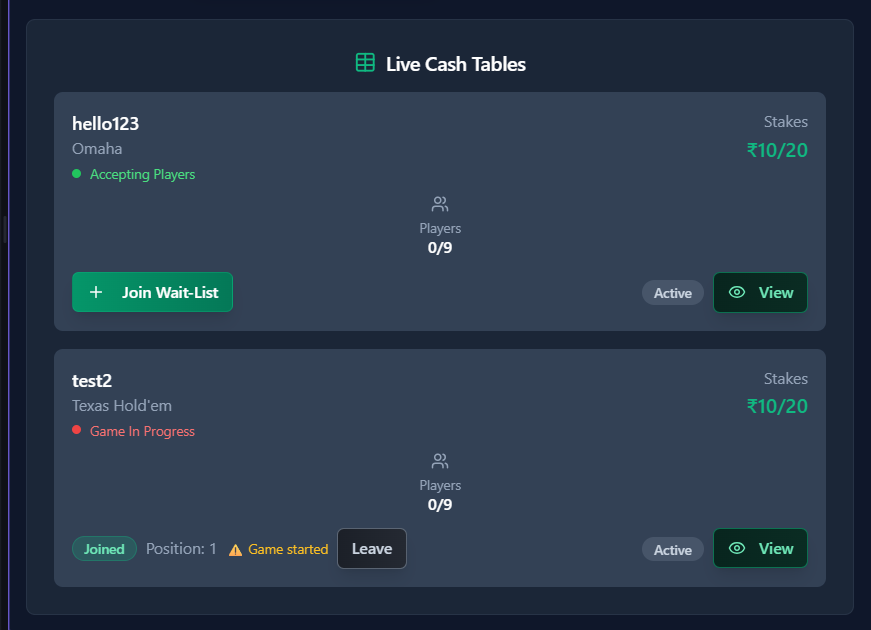 Live Cash Tables
hello123
Stakes
Omaha
₹10/20
Accepting Players
Players
0/9
+ Join Wait-List
Active
View
test2
Stakes
Texas Hold'em
₹10/20
Game In Progress
Players
0/9
Joined
Position: 1
Game started
Leave
Active
View